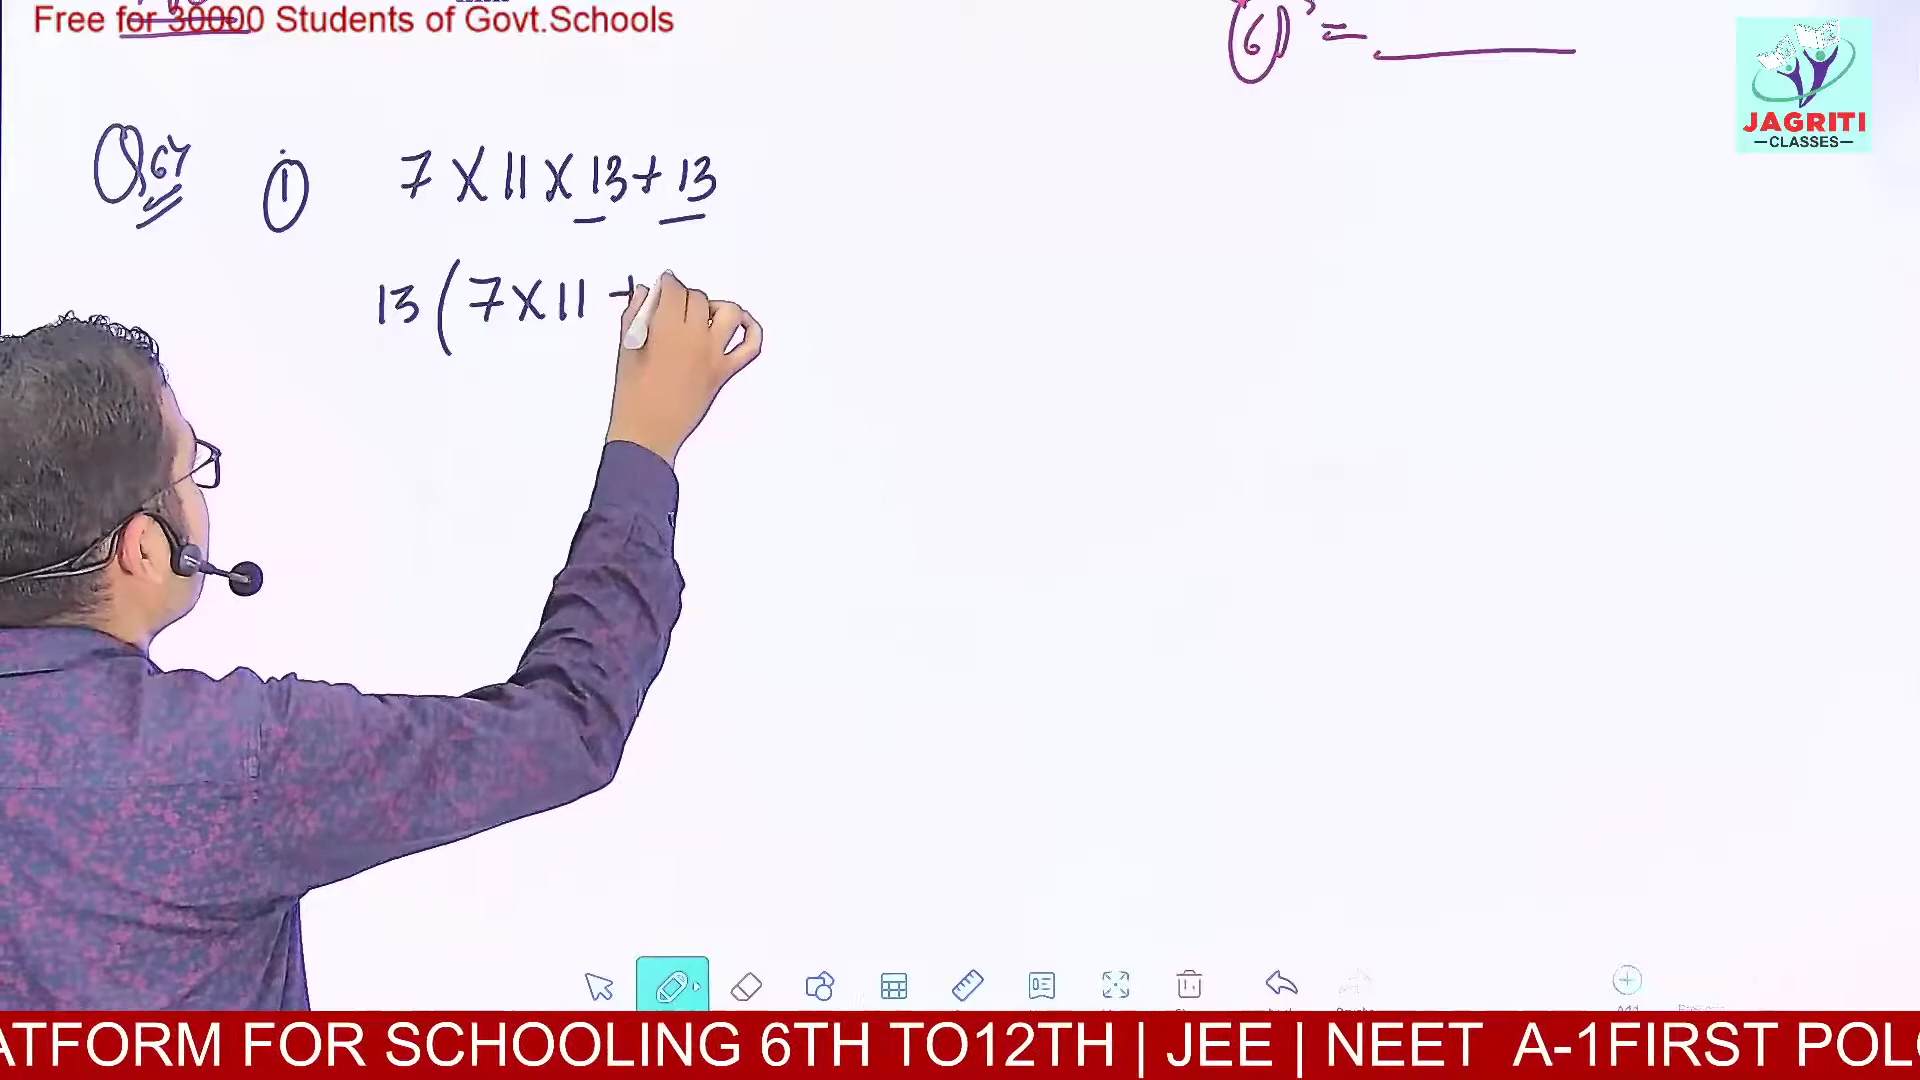 Free for 30000 Students of Govt.Schools
6) =
JAGRITI
—CLASSES—
Q67 (1) 7 X 11 X 13 + 13
13 ( 7 X 11 +
ATFORM FOR SCHOOLING 6TH TO12TH | JEE | NEET A-1FIRST POL